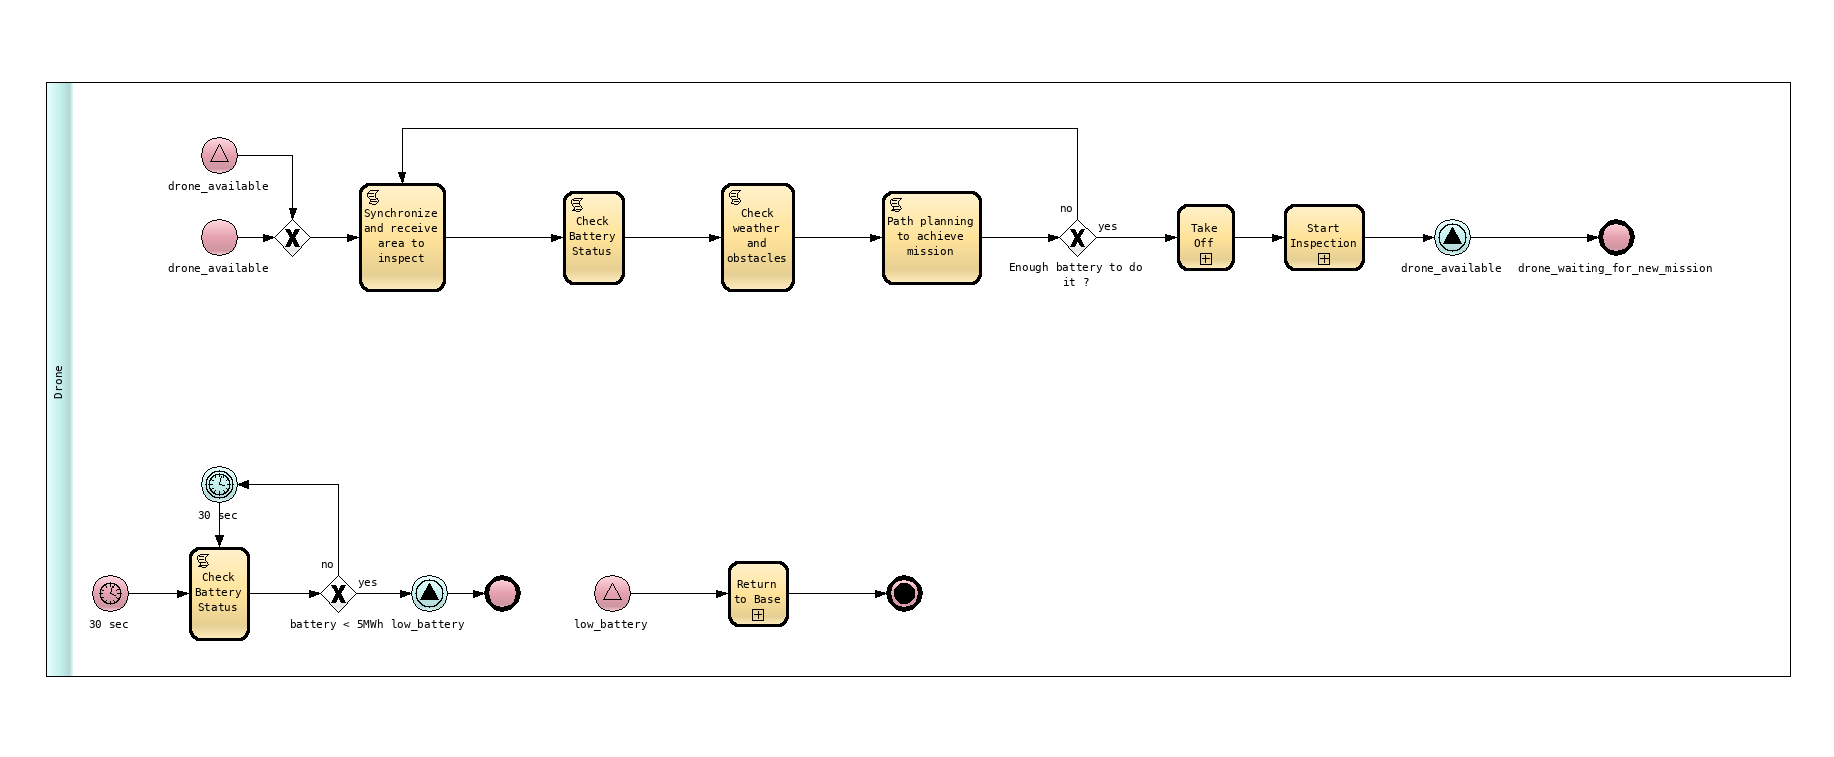 Drone
drone_available
drone_available
Synchronize
and receive
area to
inspect
Check
Battery
Status
Check
weather
and
obstacles
Path planning
to achieve
mission
no
yes
Enough battery to do
it ?
Take
Off
Start
Inspection
drone_available
drone_waiting_for_new_mission
30 sec
30 sec
Check
Battery
Status
no
yes
battery < 5MWh
low_battery
low_battery
Return
to Base